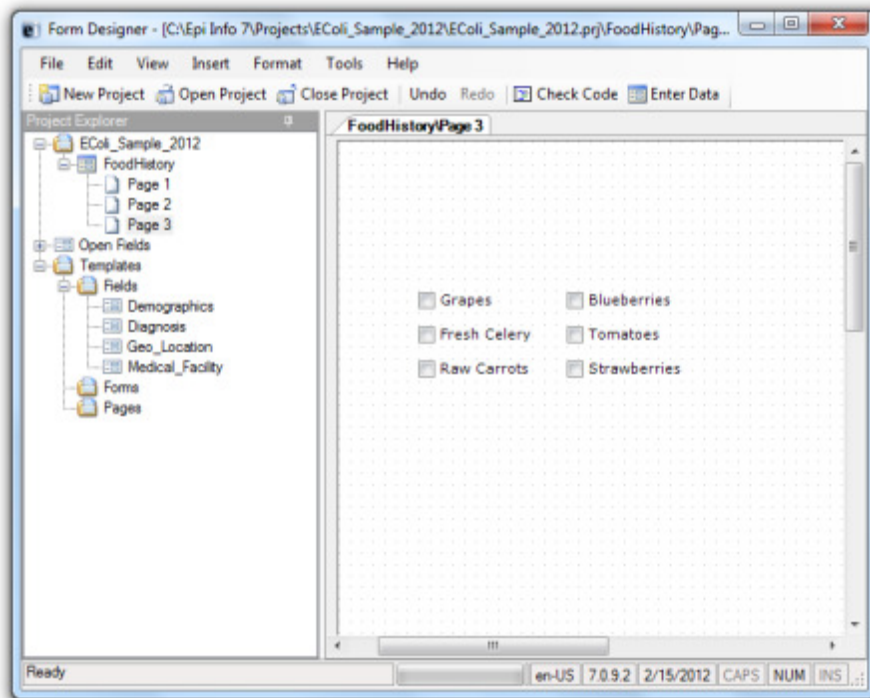 Form Designer - [C:\Epi Info 7\Projects\EColi_Sample_2012\EColi_Sample_2012.prj\FoodHistory\Pag...
File Edit View Insert Format Tools Help
New Project Open Project Close Project Undo Redo Check Code Enter Data
Project Explorer
EColi_Sample_2012
FoodHistory
Page 1
Page 2
Page 3
Open Fields
Templates
Fields
Demographics
Diagnosis
Geo_Location
Medical_Facility
Forms
Pages
FoodHistory\Page 3
Grapes Blueberries
Fresh Celery Tomatoes
Raw Carrots Strawberries
Ready en-US 7.0.9.2 2/15/2012 CAPS NUM INS